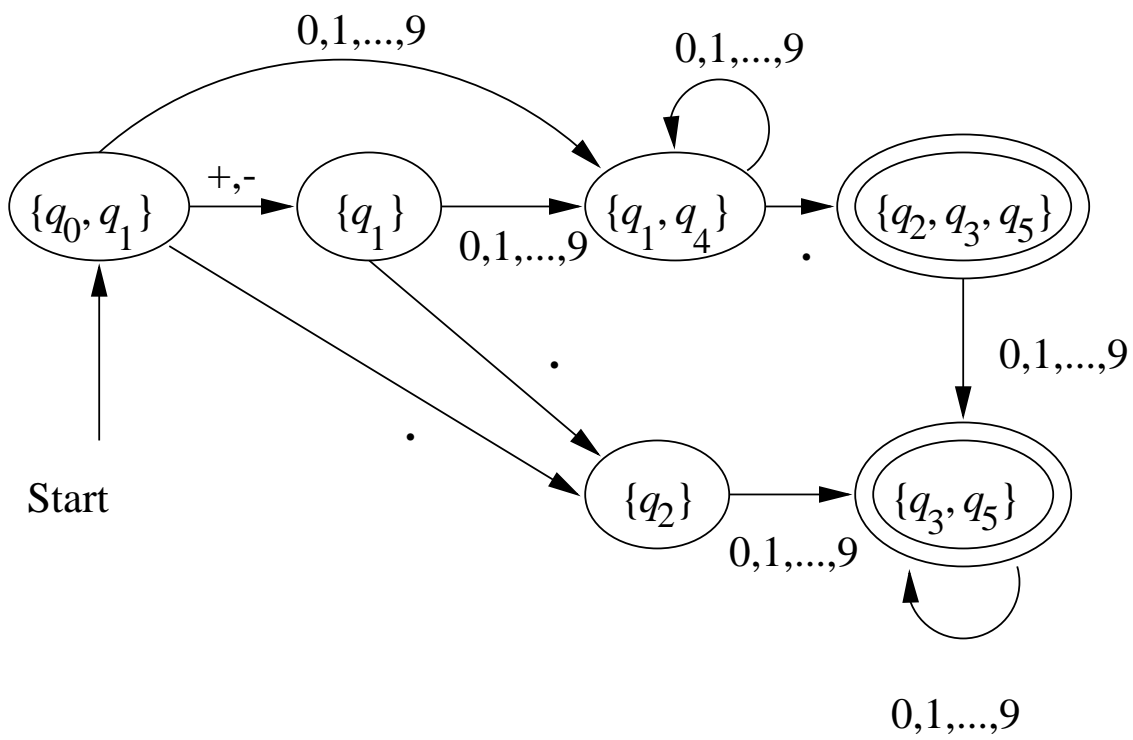 0,1,...,9
0,1,...,9
+,-
{q0, q1}
{q1}
{q1, q4}
{q2, q3, q5}
0,1,...,9
.
0,1,...,9
.
.
Start
{q2}
{q3, q5}
0,1,...,9
0,1,...,9